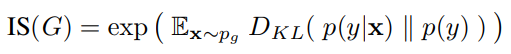 IS(G) = exp ( 𝔼_{𝐱∼p_g} D_{KL}( p(y|𝐱) ∥ p(y) ) )